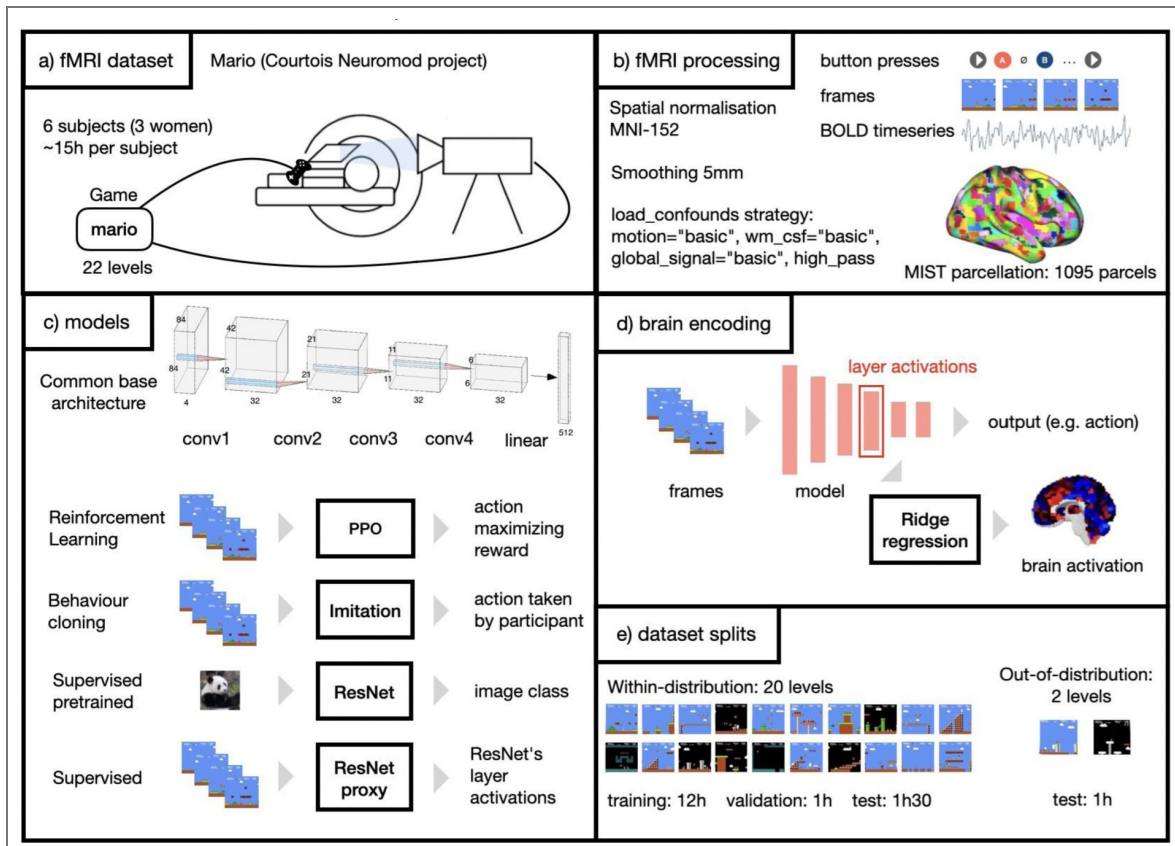 a) fMRI dataset
Mario (Courtois Neuromod project)
6 subjects (3 women)
~15h per subject
Game
mario
22 levels
b) fMRI processing
button presses
A ø B ...
frames
BOLD timeseries
Spatial normalisation
MNI-152
Smoothing 5mm
load_confounds strategy:
motion="basic", wm_csf="basic",
global_signal="basic", high_pass
MIST parcellation: 1095 parcels
c) models
Common base
architecture
84
84
4
42
42
32
21
21
32
11
11
32
6
6
32
512
conv1
conv2
conv3
conv4
linear
Reinforcement
Learning
PPO
action
maximizing
reward
Behaviour
cloning
Imitation
action taken
by participant
Supervised
pretrained
ResNet
image class
Supervised
ResNet
proxy
ResNet's
layer
activations
d) brain encoding
layer activations
frames
model
output (e.g. action)
Ridge
regression
brain activation
e) dataset splits
Within-distribution: 20 levels
training: 12h validation: 1h test: 1h30
Out-of-distribution:
2 levels
test: 1h